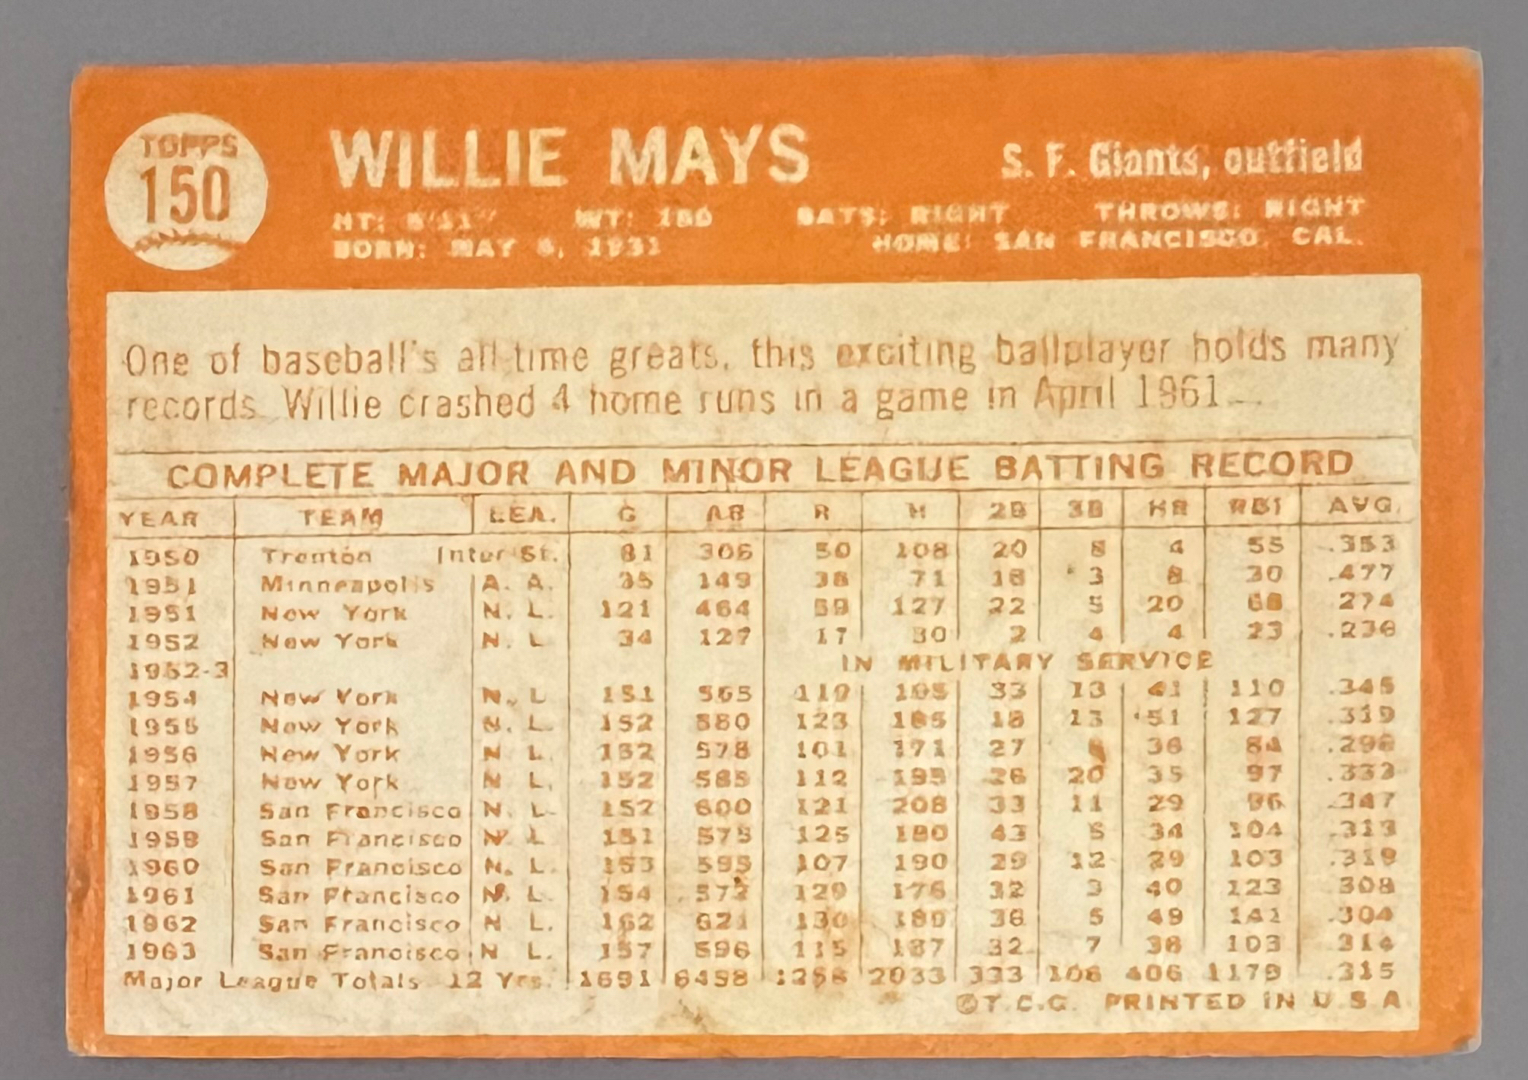 TOPPS
150
WILLIE MAYS
S. F. Giants, outfield
HT: 5'11" WT: 180 BATS: RIGHT THROWS: RIGHT
BORN: MAY 6, 1931 HOME: SAN FRANCISCO, CAL.
One of baseball's all-time greats, this exciting ballplayer holds many
records. Willie crashed 4 home runs in a game in April 1961
COMPLETE MAJOR AND MINOR LEAGUE BATTING RECORD
YEAR TEAM LEA. G AB R H 2B 3B HR RBI AVG.
1950 Trenton Inter St. 81 306 50 108 20 8 4 55 .353
1951 Minneapolis A. A. 35 149 38 71 18 3 8 30 .477
1951 New York N. L. 121 464 59 127 22 5 20 68 .274
1952 New York N. L. 34 127 17 30 2 4 4 23 .236
1952-3 IN MILITARY SERVICE
1954 New York N. L. 151 565 119 195 33 13 41 110 .345
1955 New York N. L. 152 580 123 185 18 13 51 127 .319
1956 New York N. L. 152 578 101 171 27 8 36 84 .296
1957 New York N. L. 152 585 112 195 26 20 35 97 .333
1958 San Francisco N. L. 152 600 121 208 33 11 29 96 .347
1959 San Francisco N. L. 151 575 125 180 43 5 34 104 .313
1960 San Francisco N. L. 153 595 107 190 29 12 29 103 .319
1961 San Francisco N. L. 154 572 129 176 32 3 40 123 .308
1962 San Francisco N. L. 162 621 130 189 36 5 49 141 .304
1963 San Francisco N. L. 157 596 115 187 32 7 38 103 .314
Major League Totals 12 Yrs. 1691 6458 1258 2033 333 106 406 1179 .315
©T.C.G. PRINTED IN U.S.A.